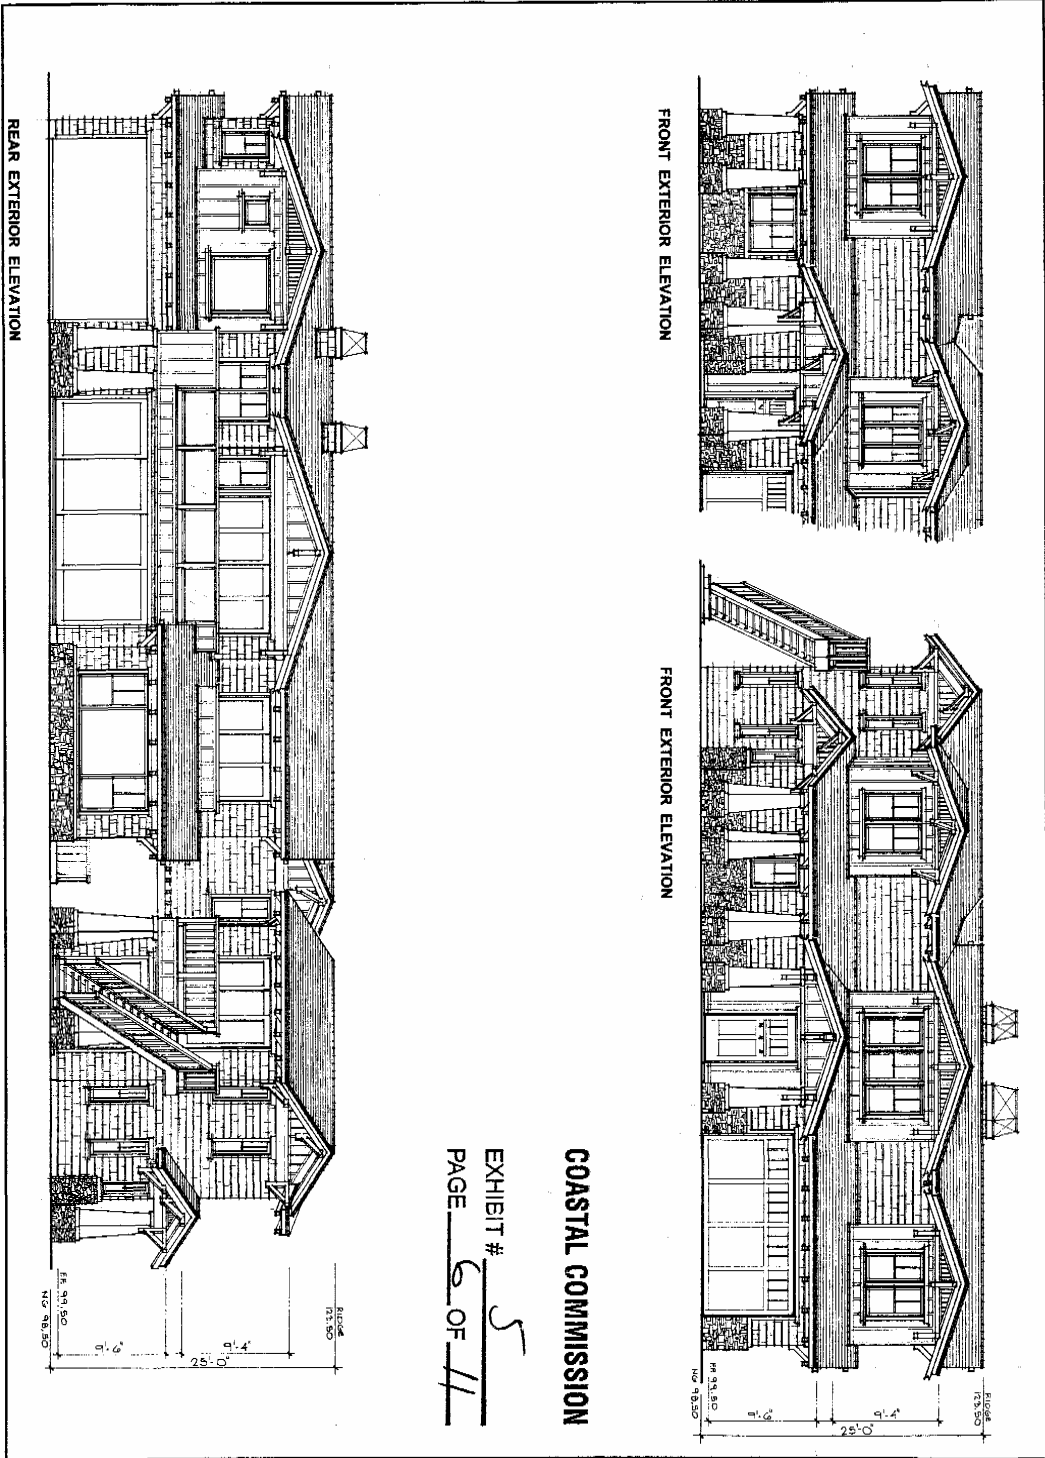 FRONT EXTERIOR ELEVATION
FRONT EXTERIOR ELEVATION
RIDGE
123.50
9'-4"
9'-6"
25'-0"
FF 99.50
NG 98.50
COASTAL COMMISSION
EXHIBIT # 5
PAGE 6 OF 11
REAR EXTERIOR ELEVATION
RIDGE
123.50
9'-4"
9'-6"
25'-0"
FF 99.50
NG 98.50